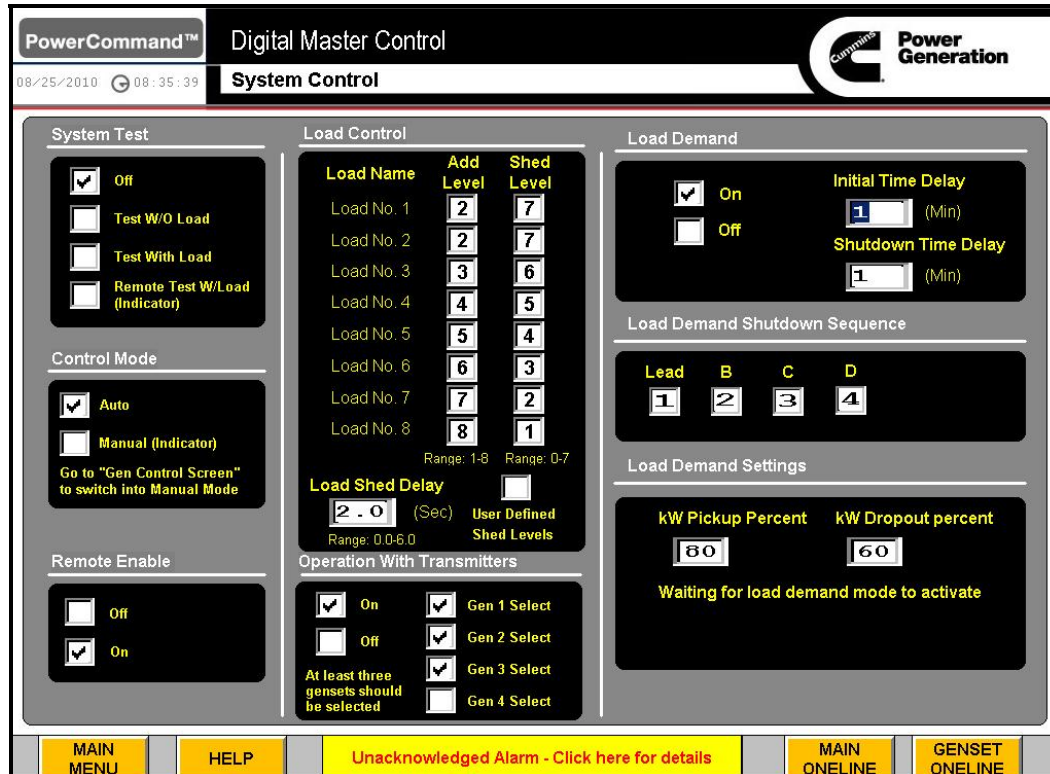 PowerCommand™
Digital Master Control
Cummins
Power
Generation
08/25/2010 08:35:39
System Control
System Test
Off
Test W/O Load
Test With Load
Remote Test W/Load
(Indicator)
Control Mode
Auto
Manual (Indicator)
Go to "Gen Control Screen"
to switch into Manual Mode
Remote Enable
Off
On
Load Control
Load Name Add Level Shed Level
Load No. 1 2 7
Load No. 2 2 7
Load No. 3 3 6
Load No. 4 4 5
Load No. 5 5 4
Load No. 6 6 3
Load No. 7 7 2
Load No. 8 8 1
Range: 1-8 Range: 0-7
Load Shed Delay
2.0 (Sec)
Range: 0.0-6.0
User Defined
Shed Levels
Operation With Transmitters
On
Off
At least three
gensets should
be selected
Gen 1 Select
Gen 2 Select
Gen 3 Select
Gen 4 Select
Load Demand
On
Off
Initial Time Delay
1 (Min)
Shutdown Time Delay
1 (Min)
Load Demand Shutdown Sequence
Lead B C D
1 2 3 4
Load Demand Settings
kW Pickup Percent kW Dropout percent
80 60
Waiting for load demand mode to activate
MAIN
MENU
HELP
Unacknowledged Alarm - Click here for details
MAIN
ONELINE
GENSET
ONELINE